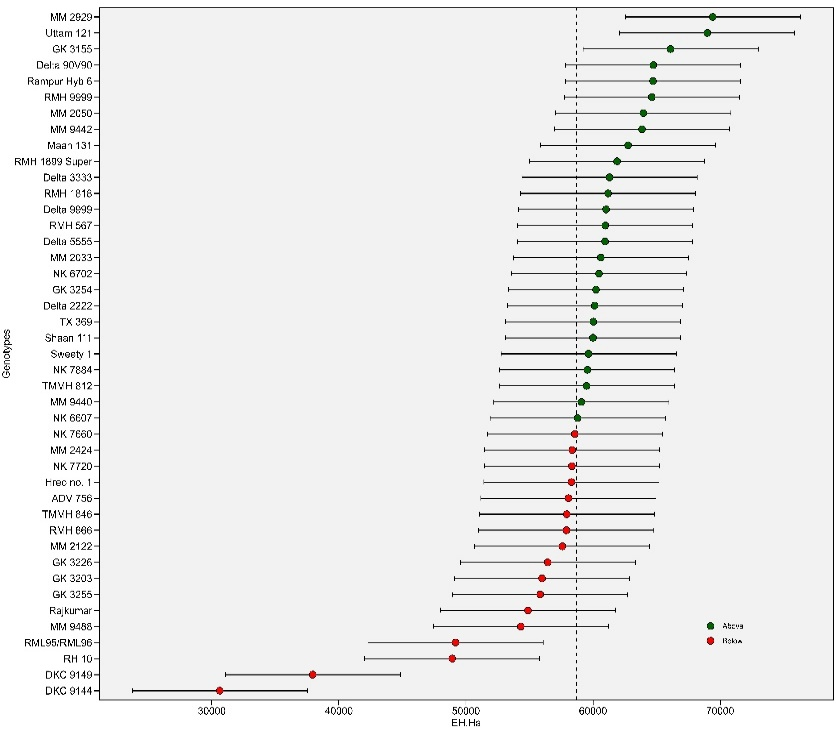 MM 2929
Uttam 121
GK 3155
Delta 90V90
Rampur Hyb 6
RMH 9999
MM 2050
MM 9442
Maan 131
RMH 1899 Super
Delta 3333
RMH 1816
Delta 9999
RMH 567
Delta 5555
MM 2033
NK 6702
GK 3254
Delta 2222
TX 369
Shaan 111
Sweety 1
NK 7884
TMVH 812
MM 9440
NK 6607
NK 7660
MM 2424
NK 7720
no. 1
ADV 756
TMVH 846
RMH 666
MM 2122
GK 3226
GK 3203
GK 3255
Rajkumar
MM 9488
RML95/RML96
RH 10
DKC 9149
DKC 9144
Genotypes
Above
Below
30000 40000 50000 60000 70000
EH.Ha